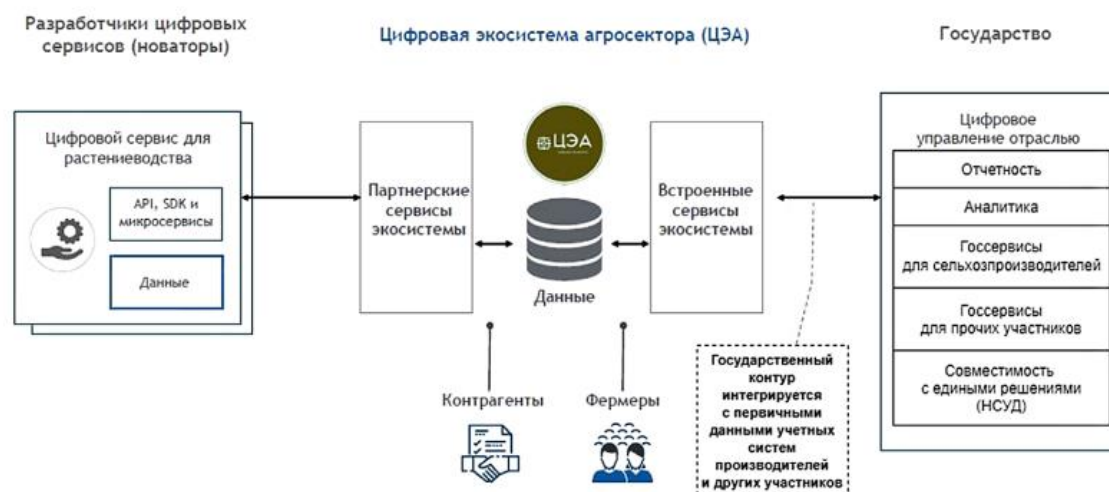 Разработчики цифровых
сервисов (новаторы)
Цифровая экосистема агросектора (ЦЭА)
Государство
Цифровой сервис для
растениеводства
API, SDK и
микросервисы
Данные
Партнерские
сервисы
экосистемы
ЦЭА
Данные
Встроенные
сервисы
экосистемы
Контрагенты
Фермеры
Государственный
контур
интегрируется
с первичными
данными учетных
систем
производителей
и других участников
Цифровое
управление отраслью
Отчетность
Аналитика
Госсервисы
для сельхозпроизводителей
Госсервисы
для прочих участников
Совместимость
с едиными решениями
(НСУД)